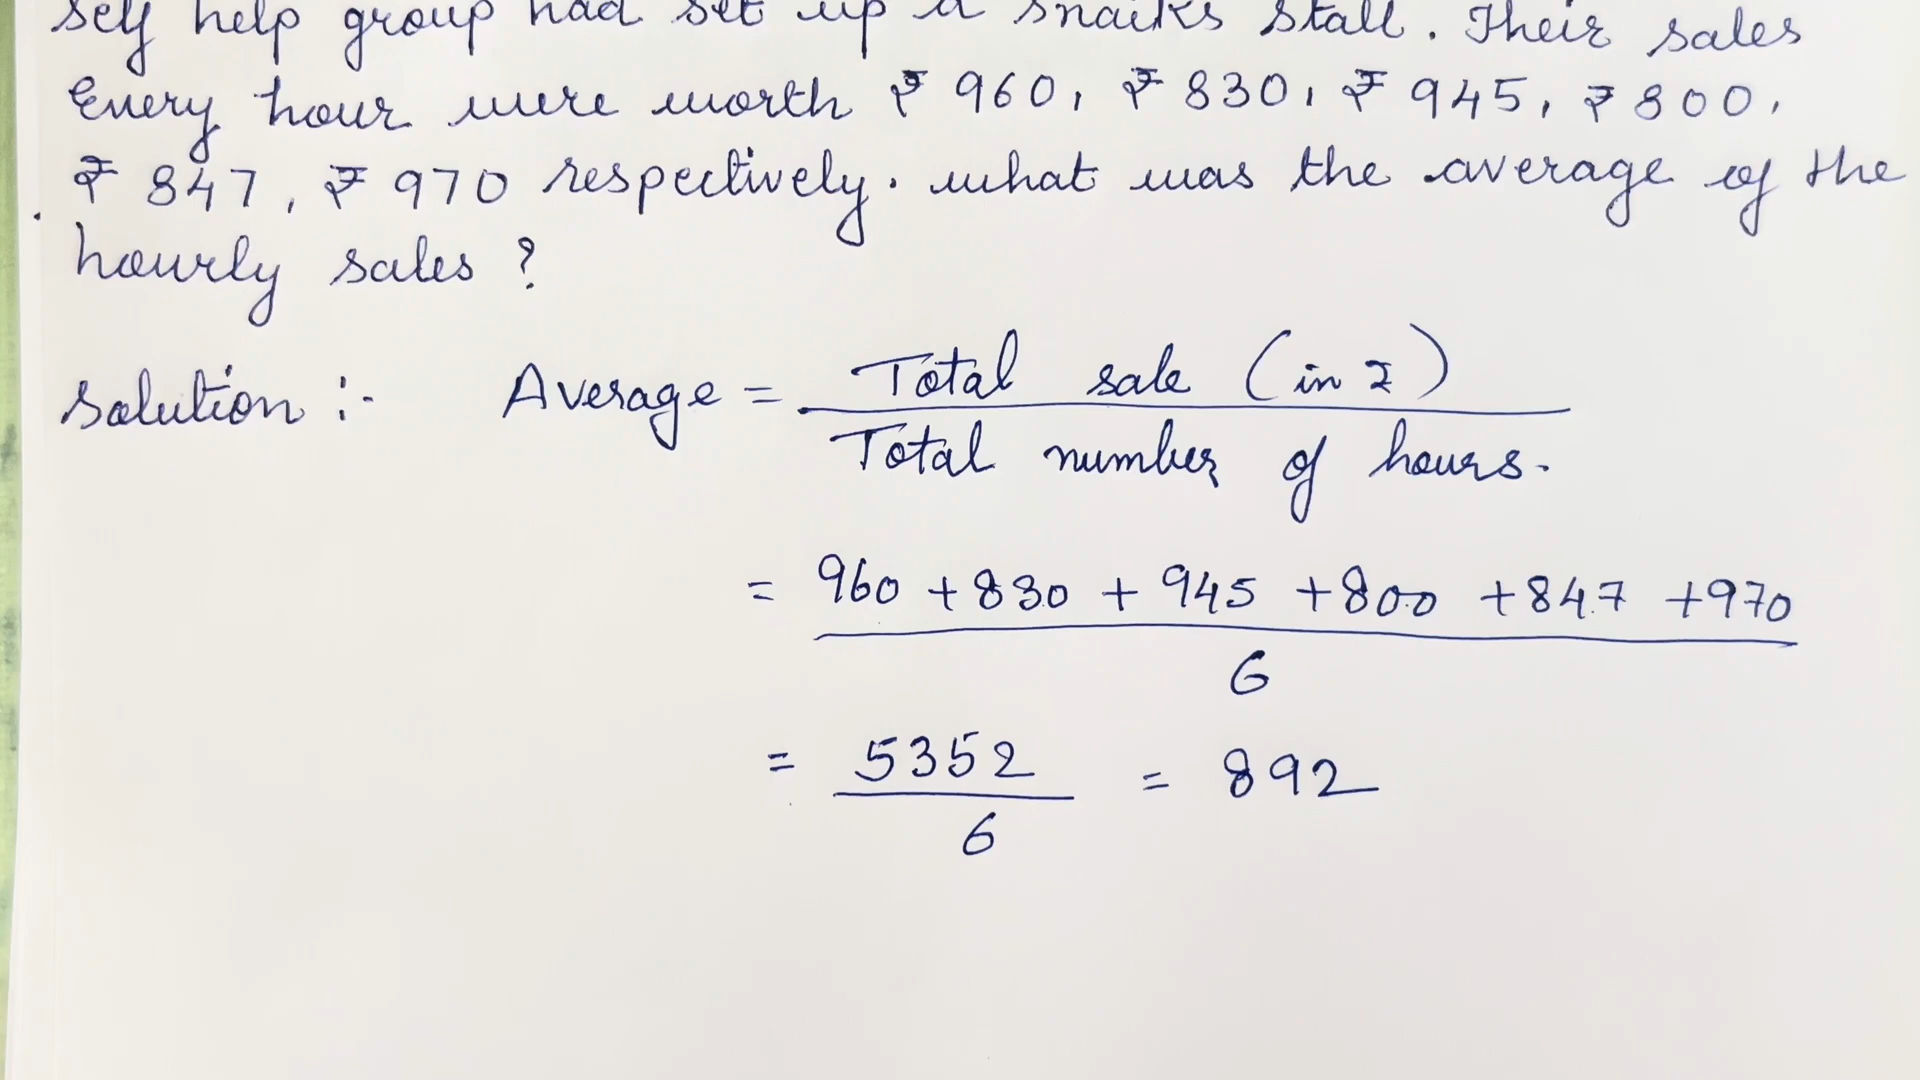 self help group had set up a snacks stall. Their sales
Every hour were worth ₹ 960, ₹ 830, ₹ 945, ₹ 800,
₹ 847, ₹ 970 respectively. what was the average of the
hourly sales ?
Solution :- Average = Total sale (in ₹)
Total number of hours.
= 960 + 830 + 945 + 800 + 847 + 970
6
= 5352 = 892
6